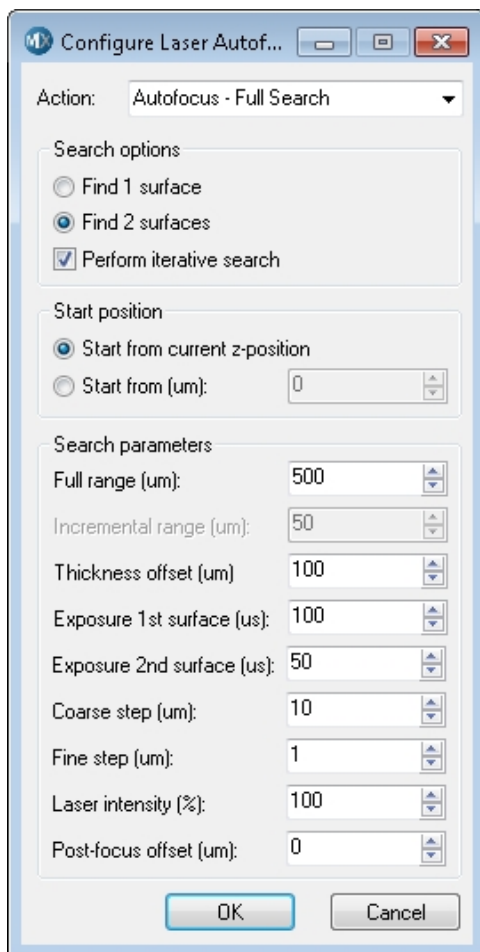 MX Configure Laser Autof...
Action: Autofocus - Full Search
Search options
Find 1 surface
Find 2 surfaces
Perform iterative search
Start position
Start from current z-position
Start from (um): 0
Search parameters
Full range (um): 500
Incremental range (um): 50
Thickness offset (um) 100
Exposure 1st surface (us): 100
Exposure 2nd surface (us): 50
Coarse step (um): 10
Fine step (um): 1
Laser intensity (%): 100
Post-focus offset (um): 0
OK Cancel